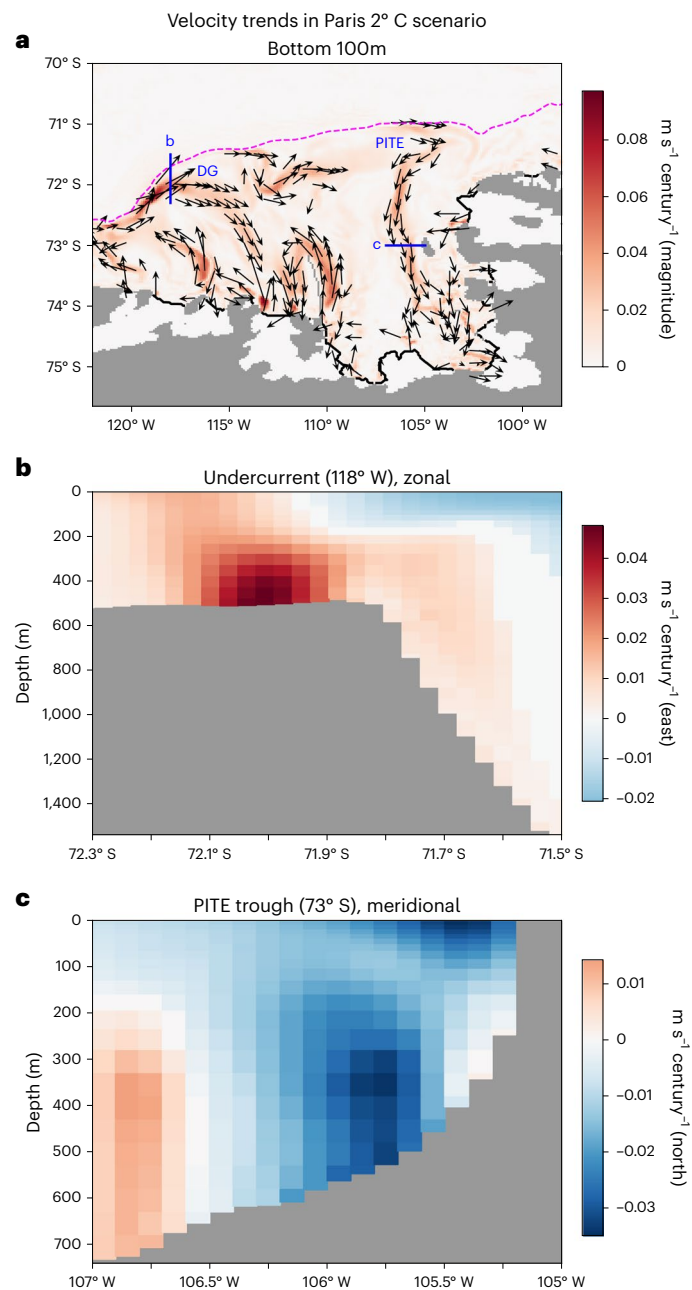 Velocity trends in Paris 2° C scenario
a
Bottom 100m
70° S
71° S
72° S
73° S
74° S
75° S
b
DG
PITE
c
120° W
115° W
110° W
105° W
100° W
0.08
0.06
0.04
0.02
0
m s⁻¹ century⁻¹ (magnitude)
b
Undercurrent (118° W), zonal
0
200
400
600
800
1,000
1,200
1,400
Depth (m)
72.3° S
72.1° S
71.9° S
71.7° S
71.5° S
0.04
0.03
0.02
0.01
0
–0.01
–0.02
m s⁻¹ century⁻¹ (east)
c
PITE trough (73° S), meridional
0
100
200
300
400
500
600
700
Depth (m)
107° W
106.5° W
106° W
105.5° W
105° W
0.01
0
–0.01
–0.02
–0.03
m s⁻¹ century⁻¹ (north)